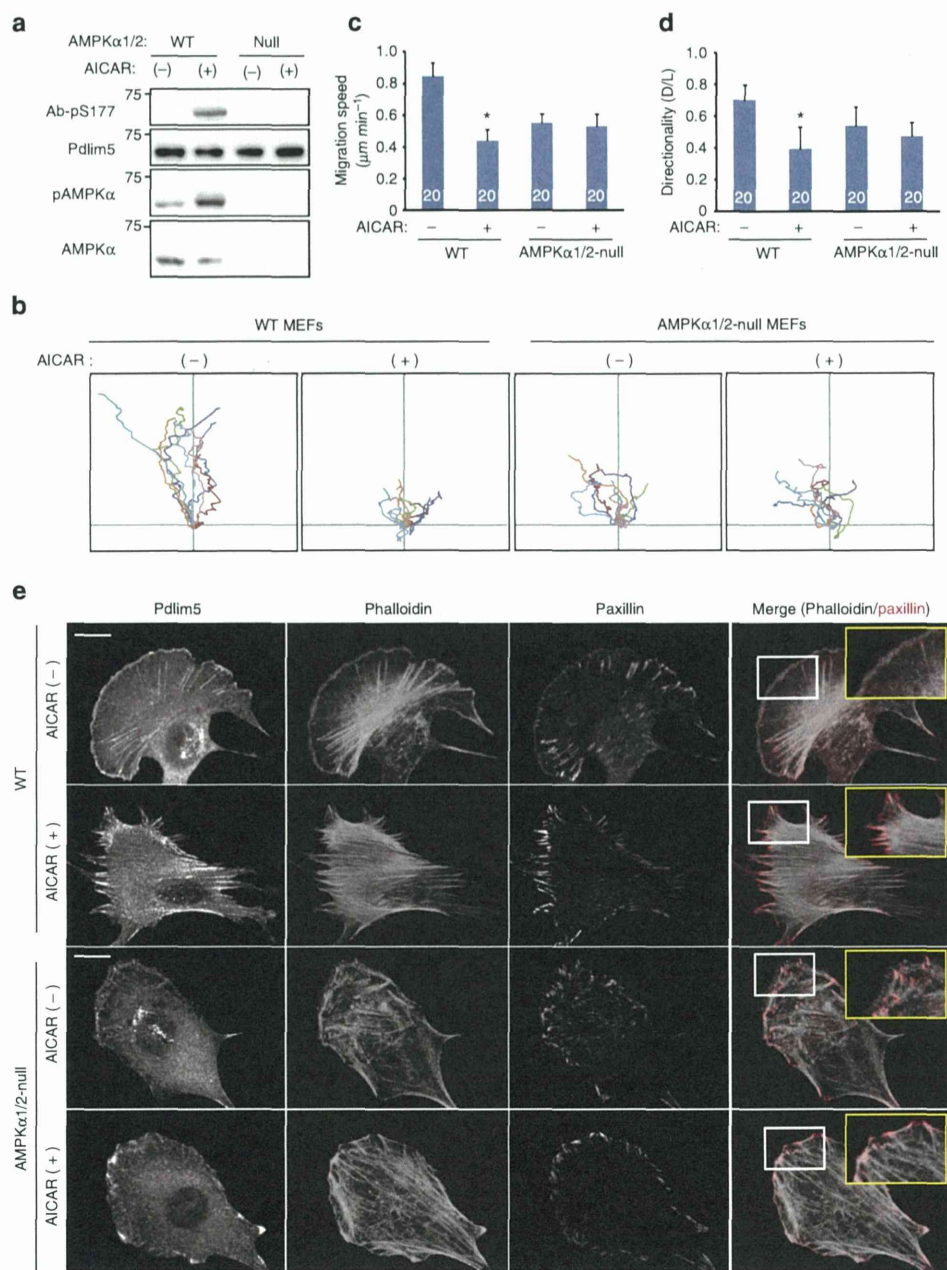 a
AMPKα1/2: WT Null
AICAR: (−) (+) (−) (+)
75
Ab-pS177
75
Pdlim5
75
pAMPKα
75
AMPKα
c
Migration speed
(μm min⁻¹)
1.0
0.8
0.6
0.4
0.2
0
*
20 20 20 20
AICAR: − + − +
WT AMPKα1/2-null
d
Directionality (D/L)
1.0
0.8
0.6
0.4
0.2
0
*
20 20 20 20
AICAR: − + − +
WT AMPKα1/2-null
b
WT MEFs AMPKα1/2-null MEFs
AICAR : (−) (+) (−) (+)
e
Pdlim5 Phalloidin Paxillin Merge (Phalloidin/paxillin)
WT
AICAR (−)
AICAR (+)
AMPKα1/2-null
AICAR (−)
AICAR (+)